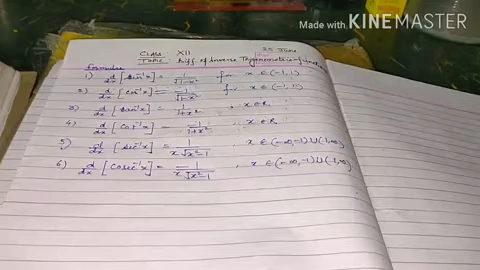 Made with KINEMASTER
CLASS XII 25 June
TOPIC Diff of Inverse Trigonometric
Formulas
1) d/dx [sin⁻¹x] = 1/√1-x² for x ∈ (-1, 1)
2) d/dx [cos⁻¹x] = -1/√1-x² for x ∈ (-1, 1)
3) d/dx [tan⁻¹x] = 1/1+x² , x ∈ R
4) d/dx [cot⁻¹x] = -1/1+x² , x ∈ R
5) d/dx [sec⁻¹x] = 1/x√x²-1 , x ∈ (-∞, -1) ∪ (1, ∞)
6) d/dx [cosec⁻¹x] = -1/x√x²-1 , x ∈ (-∞, -1) ∪ (1, ∞)